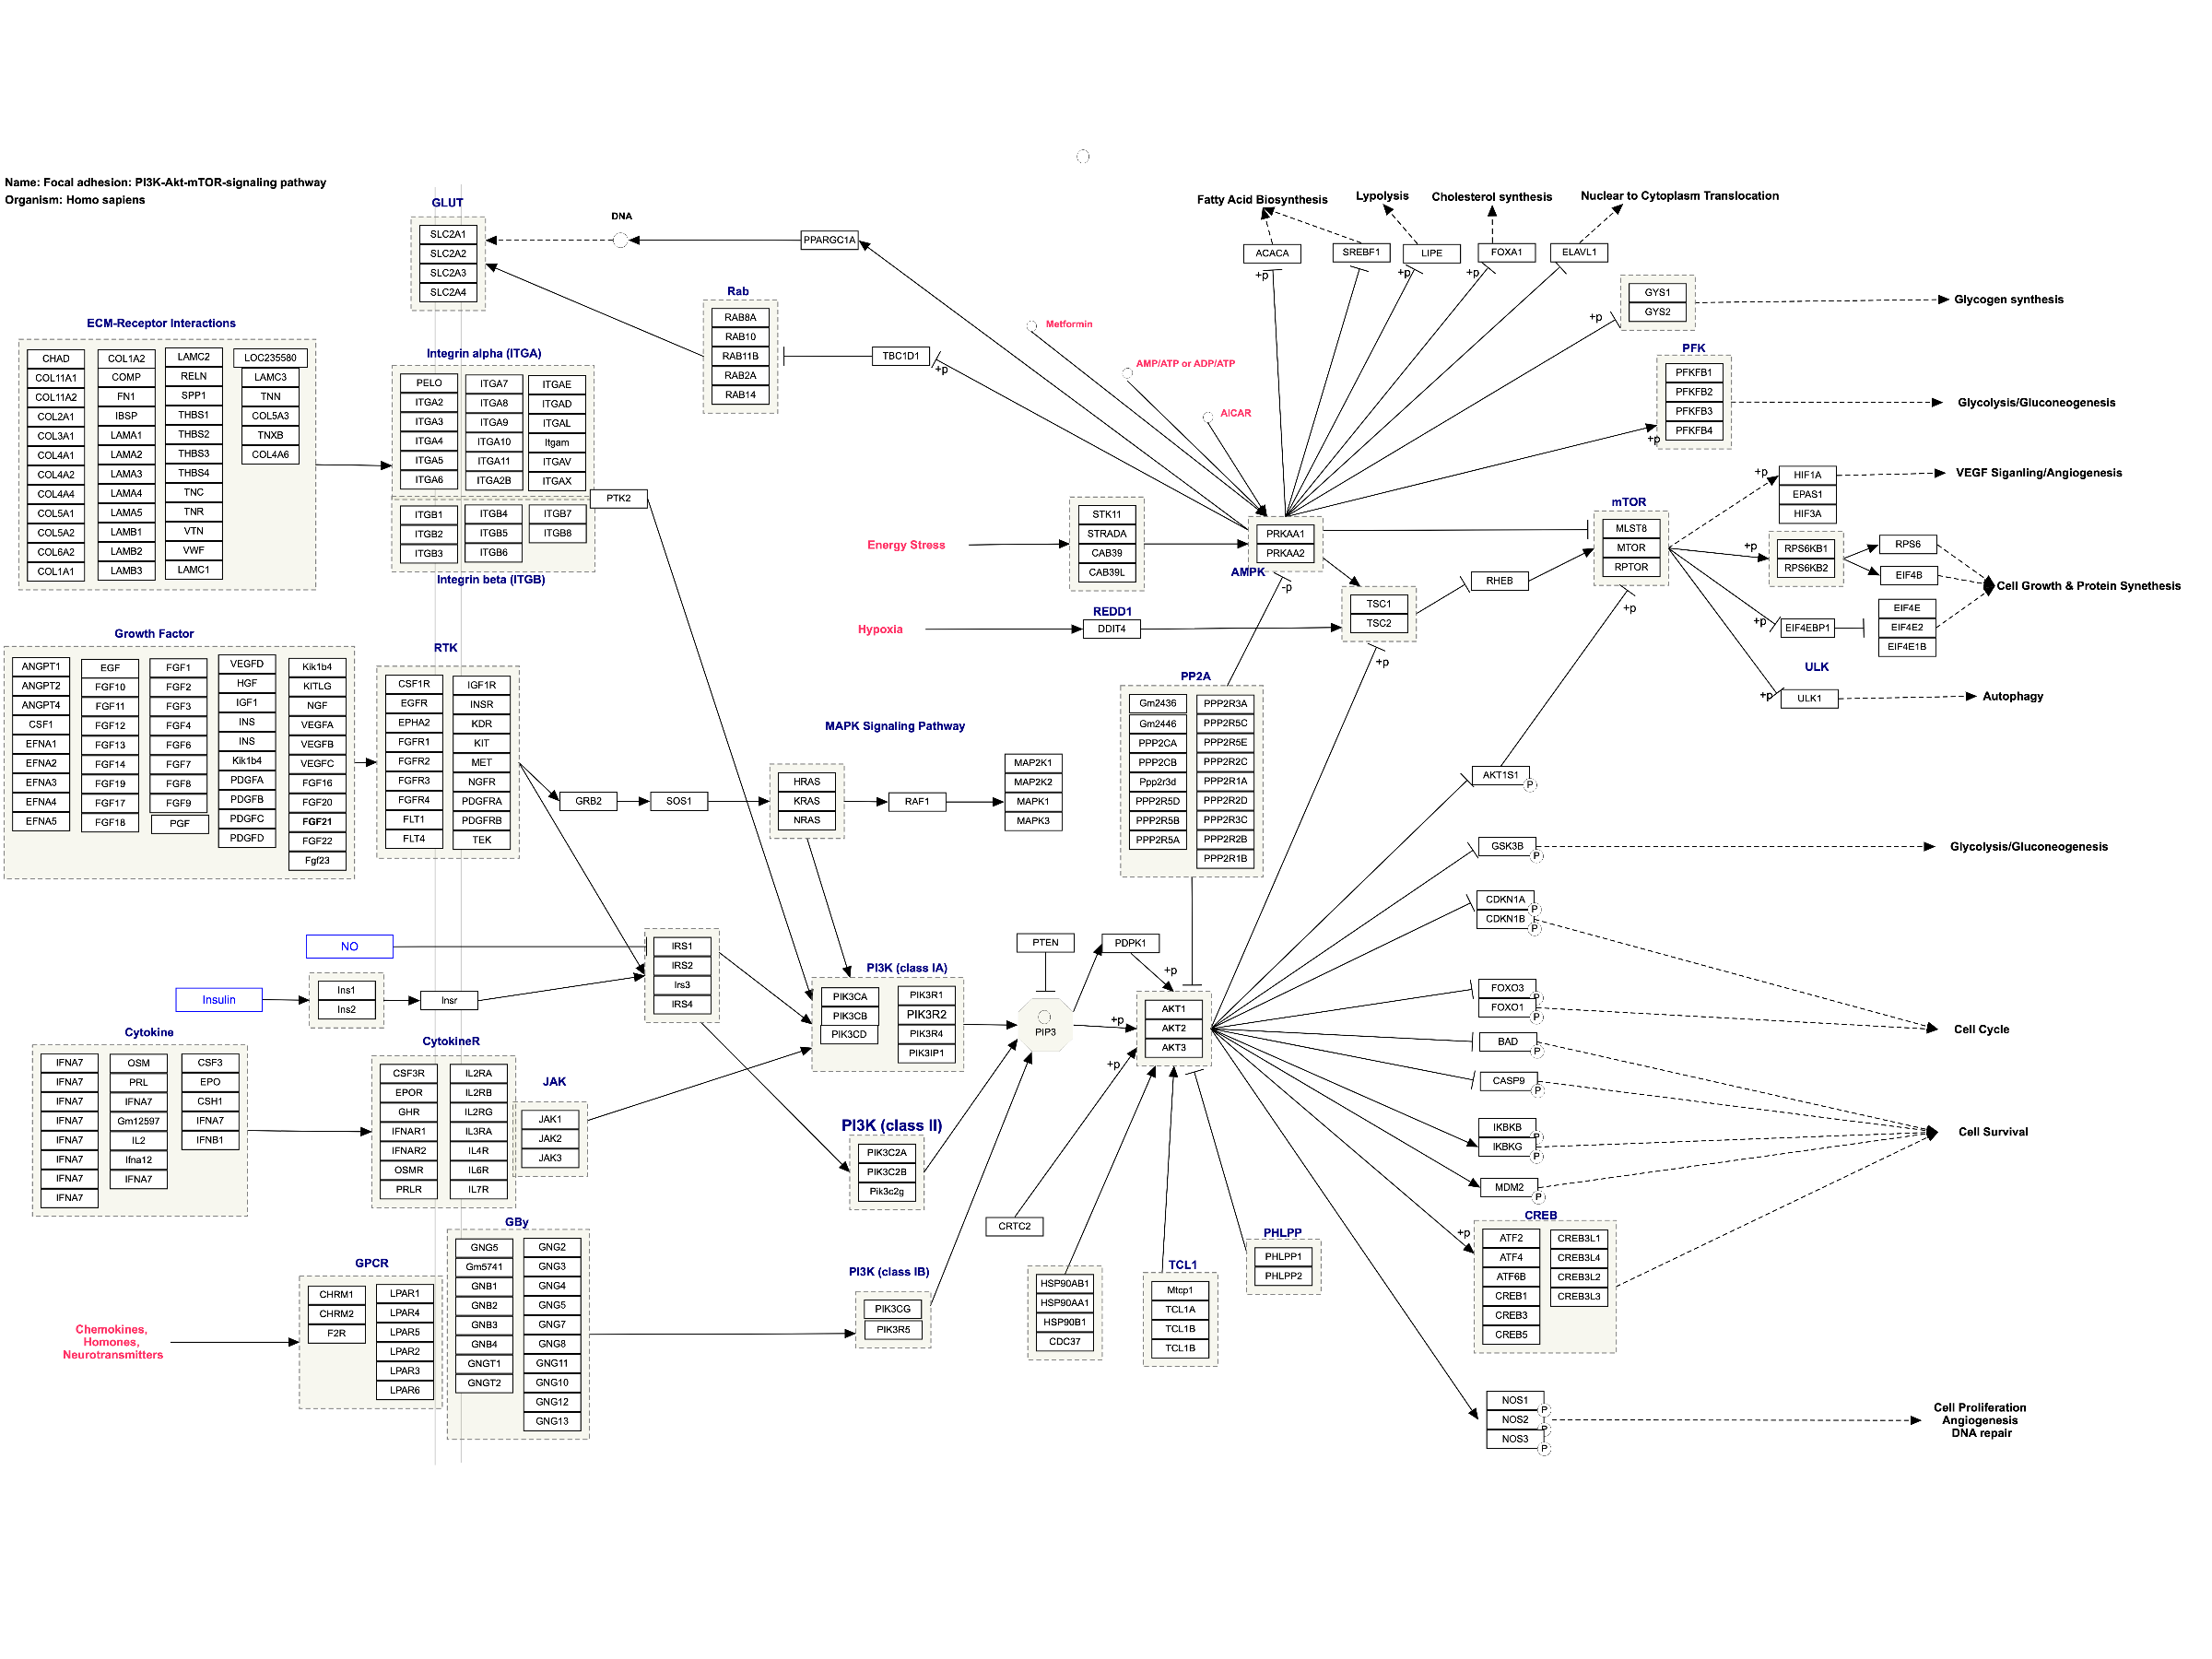 Name: Focal adhesion: PI3K-Akt-mTOR-signaling pathway
Organism: Homo sapiens
GLUT
SLC2A1
SLC2A2
SLC2A3
SLC2A4
DNA
PPARGC1A
Fatty Acid Biosynthesis
Lypolysis
Cholesterol synthesis
Nuclear to Cytoplasm Translocation
ACACA
SREBF1
LIPE
FOXA1
ELAVL1
+p
+p
+p
Rab
RAB8A
RAB10
RAB11B
RAB2A
RAB14
TBC1D1
+p
Metformin
AMP/ATP or ADP/ATP
AICAR
GYS1
GYS2
+p
Glycogen synthesis
PFK
PFKFB1
PFKFB2
PFKFB3
PFKFB4
+p
Glycolysis/Gluconeogenesis
ECM-Receptor Interactions
CHAD
COL11A1
COL11A2
COL2A1
COL3A1
COL4A1
COL4A2
COL4A4
COL5A1
COL5A2
COL6A2
COL1A1
COL1A2
COMP
FN1
IBSP
LAMA1
LAMA2
LAMA3
LAMA4
LAMA5
LAMB1
LAMB2
LAMB3
LAMC2
RELN
SPP1
THBS1
THBS2
THBS3
THBS4
TNC
TNR
VTN
VWF
LAMC1
LOC235580
LAMC3
TNN
COL5A3
TNXB
COL4A6
Integrin alpha (ITGA)
PELO
ITGA2
ITGA3
ITGA4
ITGA5
ITGA6
ITGA7
ITGA8
ITGA9
ITGA10
ITGA11
ITGA2B
ITGAE
ITGAD
ITGAL
Itgam
ITGAV
ITGAX
PTK2
ITGB1
ITGB2
ITGB3
ITGB4
ITGB5
ITGB6
ITGB7
ITGB8
Integrin beta (ITGB)
Energy Stress
STK11
STRADA
CAB39
CAB39L
PRKAA1
PRKAA2
AMPK
-p
mTOR
MLST8
MTOR
RPTOR
+p
+p
HIF1A
EPAS1
HIF3A
VEGF Siganling/Angiogenesis
+p
RPS6KB1
RPS6KB2
RPS6
EIF4B
Cell Growth & Protein Synethesis
+p
EIF4EBP1
EIF4E
EIF4E2
EIF4E1B
ULK
+p
ULK1
Autophagy
RHEB
TSC1
TSC2
+p
REDD1
Hypoxia
DDIT4
Growth Factor
ANGPT1
ANGPT2
ANGPT4
CSF1
EFNA1
EFNA2
EFNA3
EFNA4
EFNA5
EGF
FGF10
FGF11
FGF12
FGF13
FGF14
FGF19
FGF17
FGF18
FGF1
FGF2
FGF3
FGF4
FGF6
FGF7
FGF8
FGF9
PGF
VEGFD
HGF
IGF1
INS
INS
Kik1b4
PDGFA
PDGFB
PDGFC
PDGFD
Kik1b4
KITLG
NGF
VEGFA
VEGFB
VEGFC
FGF16
FGF20
FGF21
FGF22
Fgf23
RTK
CSF1R
EGFR
EPHA2
FGFR1
FGFR2
FGFR3
FGFR4
FLT1
FLT4
IGF1R
INSR
KDR
KIT
MET
NGFR
PDGFRA
PDGFRB
TEK
GRB2
SOS1
MAPK Signaling Pathway
HRAS
KRAS
NRAS
RAF1
MAP2K1
MAP2K2
MAPK1
MAPK3
PP2A
Gm2436
Gm2446
PPP2CA
PPP2CB
Ppp2r3d
PPP2R5D
PPP2R5B
PPP2R5A
PPP2R3A
PPP2R5C
PPP2R5E
PPP2R2C
PPP2R1A
PPP2R2D
PPP2R3C
PPP2R2B
PPP2R1B
AKT1S1
P
GSK3B
P
Glycolysis/Gluconeogenesis
CDKN1A
P
CDKN1B
P
FOXO3
P
FOXO1
P
Cell Cycle
BAD
P
CASP9
P
IKBKB
P
IKBKG
P
Cell Survival
MDM2
P
NO
Insulin
Ins1
Ins2
Insr
IRS1
IRS2
Irs3
IRS4
PI3K (class IA)
PIK3CA
PIK3CB
PIK3CD
PIK3R1
PIK3R2
PIK3R4
PIK3IP1
PTEN
PDPK1
PIP3
+p
+p
+p
AKT1
AKT2
AKT3
Cytokine
IFNA7
IFNA7
IFNA7
IFNA7
IFNA7
IFNA7
IFNA7
IFNA7
OSM
PRL
IFNA7
Gm12597
IL2
Ifna12
IFNA7
CSF3
EPO
CSH1
IFNA7
IFNB1
CytokineR
CSF3R
EPOR
GHR
IFNAR1
IFNAR2
OSMR
PRLR
IL2RA
IL2RB
IL2RG
IL3RA
IL4R
IL6R
IL7R
JAK
JAK1
JAK2
JAK3
PI3K (class II)
PIK3C2A
PIK3C2B
Pik3c2g
CRTC2
GPCR
CHRM1
CHRM2
F2R
LPAR1
LPAR4
LPAR5
LPAR2
LPAR3
LPAR6
Chemokines,
Homones,
Neurotransmitters
GBy
GNG5
Gm5741
GNB1
GNB2
GNB3
GNB4
GNGT1
GNGT2
GNG2
GNG3
GNG4
GNG5
GNG7
GNG8
GNG11
GNG10
GNG12
GNG13
PI3K (class IB)
PIK3CG
PIK3R5
HSP90AB1
HSP90AA1
HSP90B1
CDC37
TCL1
Mtcp1
TCL1A
TCL1B
TCL1B
PHLPP
PHLPP1
PHLPP2
CREB
+p
ATF2
ATF4
ATF6B
CREB1
CREB3
CREB5
CREB3L1
CREB3L4
CREB3L2
CREB3L3
NOS1
P
NOS2
P
NOS3
P
Cell Proliferation
Angiogenesis
DNA repair